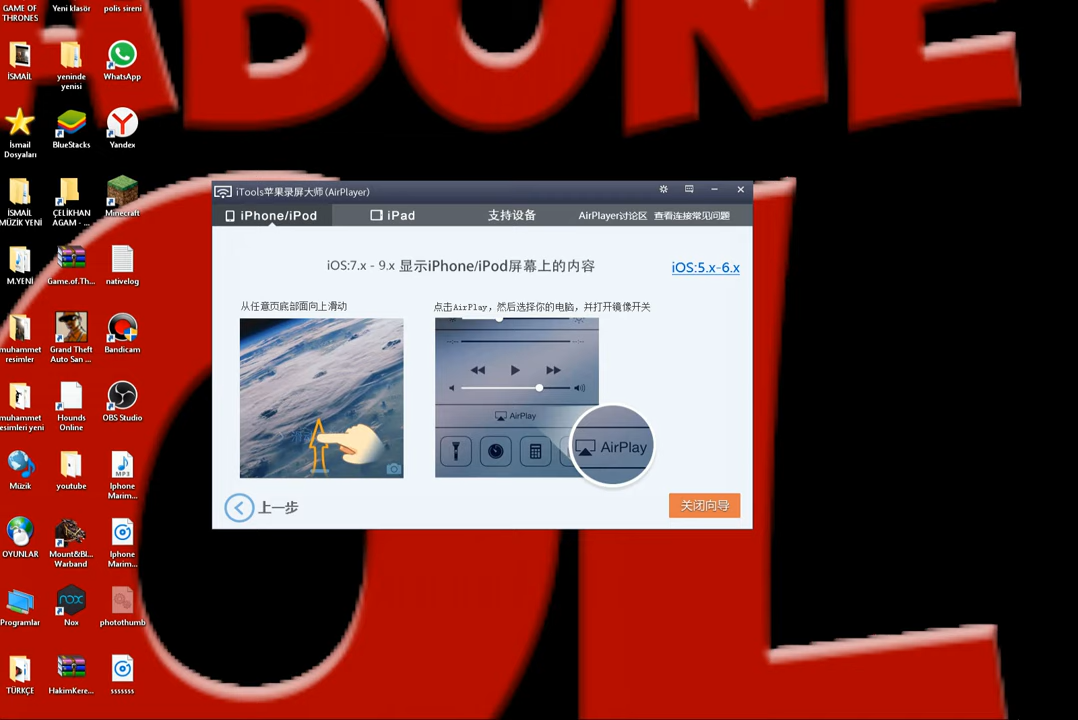 ABONE
OL
GAME OF
THRONES
Yeni klasör
polis sireni
İSMAİL
yeninde
yenisi
WhatsApp
İsmail
Dosyaları
BlueStacks
Yandex
İSMAİL
MÜZİK YENİ
ÇELİKHAN
AGAM - ...
Minecraft
M.YENİ
Game.of.Th...
nativelog
muhammet
resimler
Grand Theft
Auto San ...
Bandicam
muhammet
resimleri yeni
Hounds
Online
OBS Studio
Müzik
youtube
MP3
Iphone
Marim...
OYUNLAR
Mount&Bl...
Warband
Iphone
Marim...
Programlar
nox
Nox
photothumb
TÜRKÇE
HakimKere...
sssssss
iTools苹果录屏大师(AirPlayer)
iPhone/iPod
iPad
支持设备
AirPlayer讨论区
查看连接常见问题
iOS:7.x - 9.x 显示iPhone/iPod屏幕上的内容
iOS:5.x-6.x
从任意页底部面向上滑动
点击AirPlay，然后选择你的电脑，并打开镜像开关
AirPlay
AirPlay
上一步
关闭向导